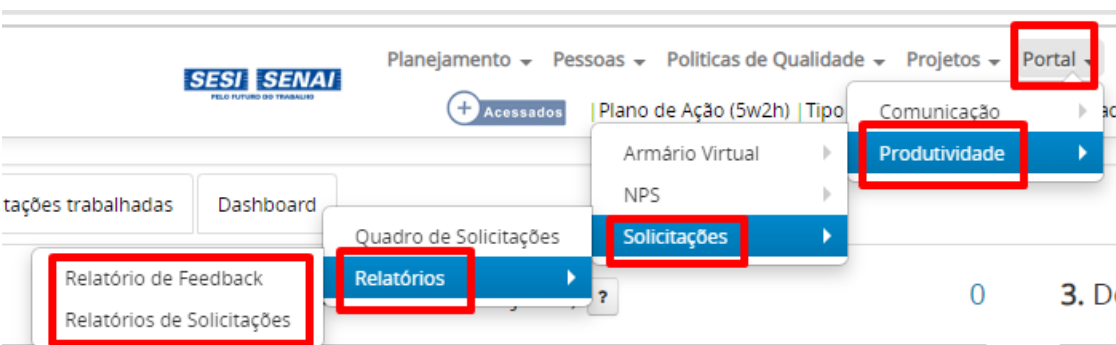 Planejamento Pessoas Politicas de Qualidade Projetos Portal
SESI SENAI
PELO FUTURO DO TRABALHO
+ Acessados |Plano de Ação (5w2h) |Tipo
Comunicação
Produtividade
Armário Virtual
NPS
Solicitações
tações trabalhadas Dashboard
Quadro de Solicitações
Relatórios
Relatório de Feedback
Relatórios de Solicitações
? 0 3. De